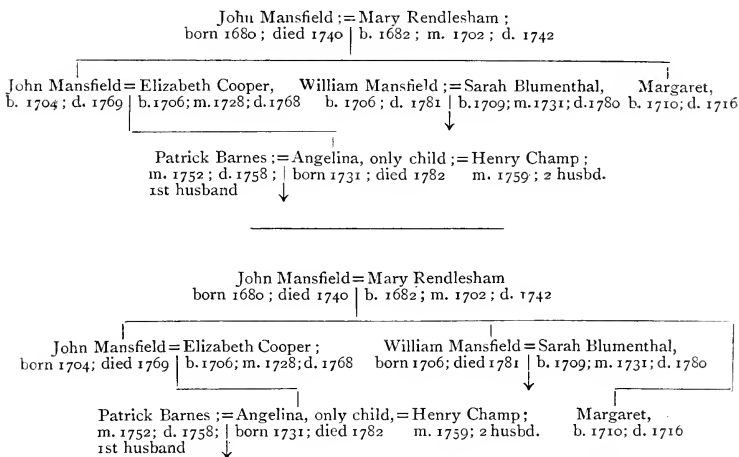 John Mansfield ; = Mary Rendlesham ;
born 1680 ; died 1740 b. 1682 ; m. 1702 ; d. 1742
John Mansfield = Elizabeth Cooper, William Mansfield ; = Sarah Blumenthal, Margaret,
b. 1704 ; d. 1769 b. 1706 ; m. 1728 ; d. 1768 b. 1706 ; d. 1781 b. 1709 ; m. 1731 ; d. 1780 b. 1710 ; d. 1716
Patrick Barnes ; = Angelina, only child ; = Henry Champ ;
m. 1752 ; d. 1758 ; born 1731 ; died 1782 m. 1759 ; 2 husbd.
1st husband
John Mansfield = Mary Rendlesham
born 1680 ; died 1740 b. 1682 ; m. 1702 ; d. 1742
John Mansfield = Elizabeth Cooper ; William Mansfield = Sarah Blumenthal,
born 1704; died 1769 b. 1706; m. 1728; d. 1768 born 1706; died 1781 b. 1709; m. 1731; d. 1780
Patrick Barnes ; = Angelina, only child, = Henry Champ ; Margaret,
m. 1752; d. 1758; born 1731; died 1782 m. 1759; 2 husbd. b. 1710; d. 1716
1st husband